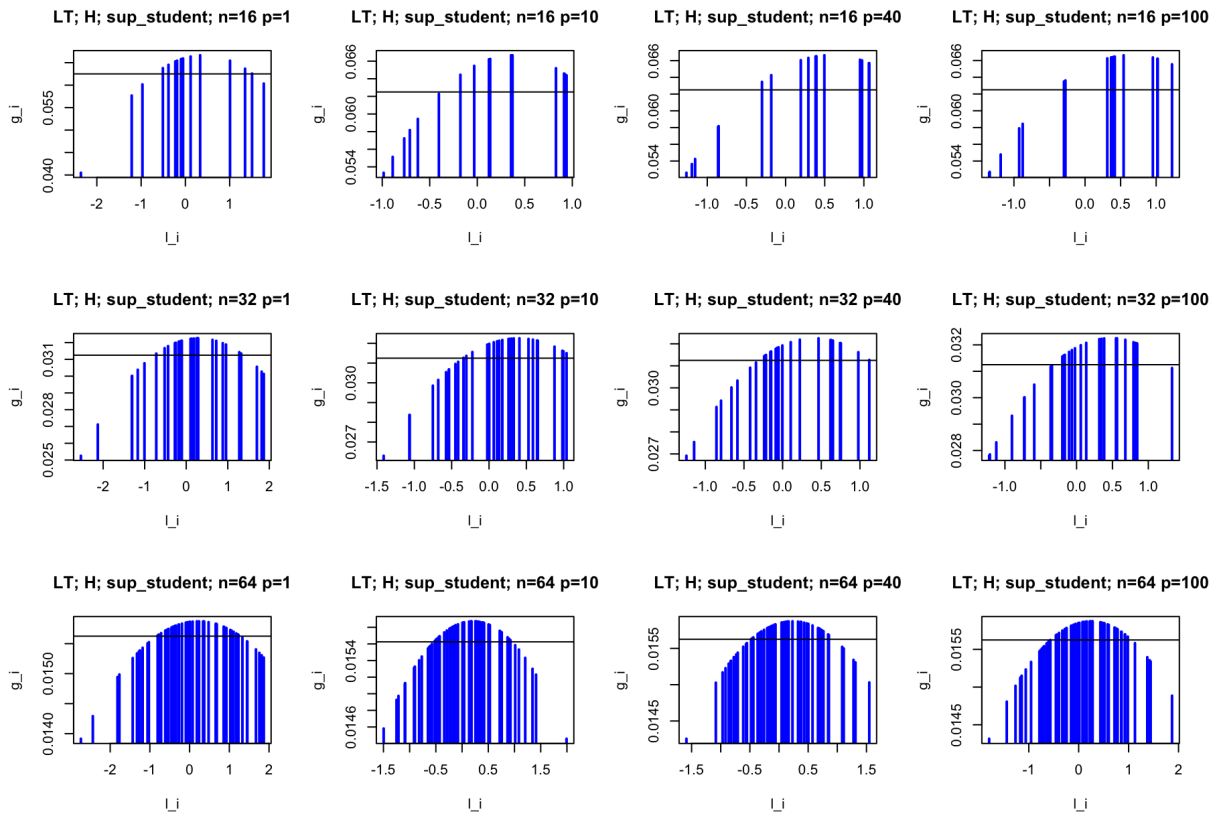 LT; H; sup_student; n=16 p=1
LT; H; sup_student; n=16 p=10
LT; H; sup_student; n=16 p=40
LT; H; sup_student; n=16 p=100
g_i
0.040 0.055
-2 -1 0 1
l_i
g_i
0.054 0.060 0.066
-1.0 -0.5 0.0 0.5 1.0
l_i
g_i
0.054 0.060 0.066
-1.0 -0.5 0.0 0.5 1.0
l_i
g_i
0.054 0.060 0.066
-1.0 0.0 0.5 1.0
l_i
LT; H; sup_student; n=32 p=1
LT; H; sup_student; n=32 p=10
LT; H; sup_student; n=32 p=40
LT; H; sup_student; n=32 p=100
g_i
0.025 0.028 0.031
-2 -1 0 1 2
l_i
g_i
0.027 0.030
-1.5 -1.0 -0.5 0.0 0.5 1.0
l_i
g_i
0.027 0.030
-1.0 -0.5 0.0 0.5 1.0
l_i
g_i
0.028 0.030 0.032
-1.0 0.0 0.5 1.0
l_i
LT; H; sup_student; n=64 p=1
LT; H; sup_student; n=64 p=10
LT; H; sup_student; n=64 p=40
LT; H; sup_student; n=64 p=100
g_i
0.0140 0.0150
-2 -1 0 1 2
l_i
g_i
0.0146 0.0154
-1.5 -0.5 0.5 1.5
l_i
g_i
0.0145 0.0155
-1.5 -0.5 0.5 1.5
l_i
g_i
0.0145 0.0155
-1 0 1 2
l_i